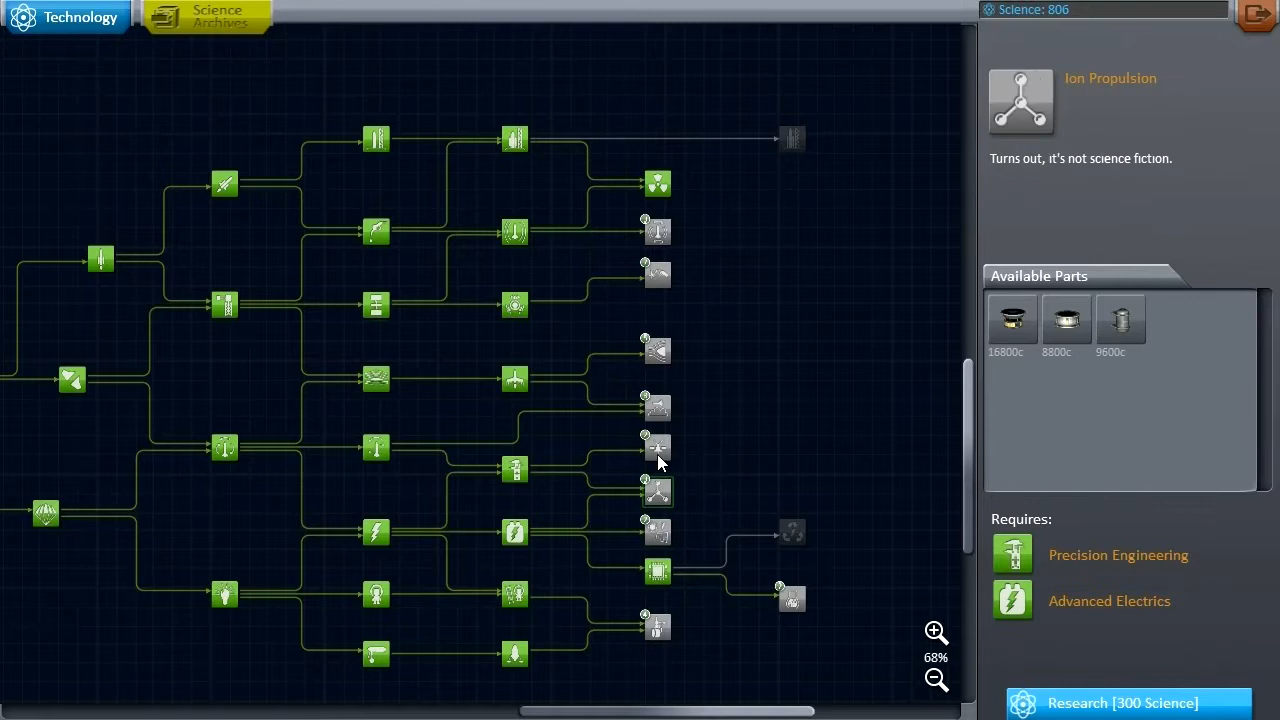 Technology
Science
Archives
Science: 806
Ion Propulsion
Turns out, it's not science fiction.
Available Parts
16800c 8800c 9600c
Requires:
Precision Engineering
Advanced Electrics
68%
Research [300 Science]